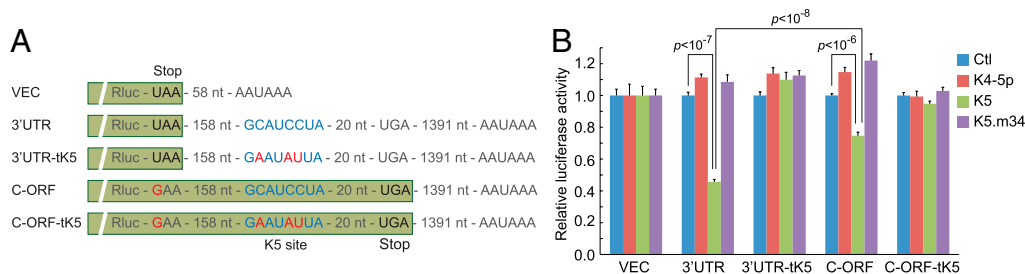 A
Stop
VEC Rluc - UAA - 58 nt - AAUAAA
3'UTR Rluc - UAA - 158 nt - GCAUCCUA - 20 nt - UGA - 1391 nt - AAUAAA
3'UTR-tK5 Rluc - UAA - 158 nt - GAAUAUUA - 20 nt - UGA - 1391 nt - AAUAAA
C-ORF Rluc - GAA - 158 nt - GCAUCCUA - 20 nt - UGA - 1391 nt - AAUAAA
C-ORF-tK5 Rluc - GAA - 158 nt - GAAUAUUA - 20 nt - UGA - 1391 nt - AAUAAA
K5 site Stop
B
Relative luciferase activity
1.2
1.0
0.8
0.6
0.4
0.2
0.0
p<10-8
p<10-7
p<10-6
Ctl
K4-5p
K5
K5.m34
VEC 3'UTR 3'UTR-tK5 C-ORF C-ORF-tK5